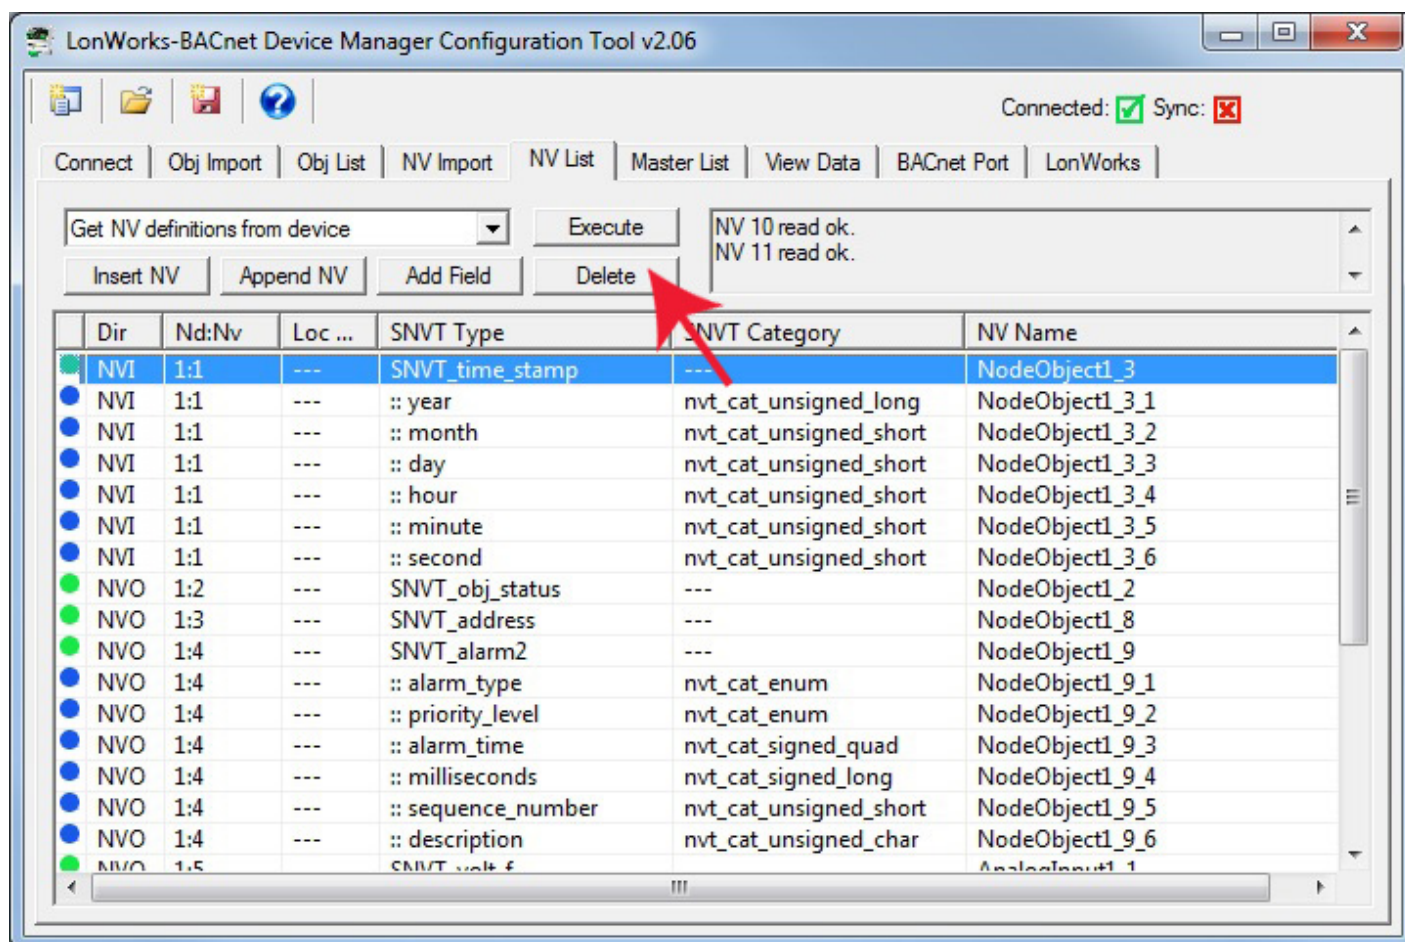 LonWorks-BACnet Device Manager Configuration Tool v2.06
Connected: Sync:
Connect Obj Import Obj List NV Import NV List Master List View Data BACnet Port LonWorks
Get NV definitions from device Execute NV 10 read ok.
NV 11 read ok.
Insert NV Append NV Add Field Delete
Dir Nd:Nv Loc ... SNVT Type SNVT Category NV Name
NVI 1:1 --- SNVT_time_stamp --- NodeObject1_3
NVI 1:1 --- :: year nvt_cat_unsigned_long NodeObject1_3_1
NVI 1:1 --- :: month nvt_cat_unsigned_short NodeObject1_3_2
NVI 1:1 --- :: day nvt_cat_unsigned_short NodeObject1_3_3
NVI 1:1 --- :: hour nvt_cat_unsigned_short NodeObject1_3_4
NVI 1:1 --- :: minute nvt_cat_unsigned_short NodeObject1_3_5
NVI 1:1 --- :: second nvt_cat_unsigned_short NodeObject1_3_6
NVO 1:2 SNVT_obj_status --- NodeObject1_2
NVO 1:3 --- SNVT_address --- NodeObject1_8
NVO 1:4 --- SNVT_alarm2 --- NodeObject1_9
NVO 1:4 --- :: alarm_type nvt_cat_enum NodeObject1_9_1
NVO 1:4 --- :: priority_level nvt_cat_enum NodeObject1_9_2
NVO 1:4 --- :: alarm_time nvt_cat_signed_quad NodeObject1_9_3
NVO 1:4 --- :: milliseconds nvt_cat_signed_long NodeObject1_9_4
NVO 1:4 --- :: sequence_number nvt_cat_unsigned_short NodeObject1_9_5
NVO 1:4 --- :: description nvt_cat_unsigned_char NodeObject1_9_6
NVO 1:5 SNVT_volt_f AnalogInput1_1